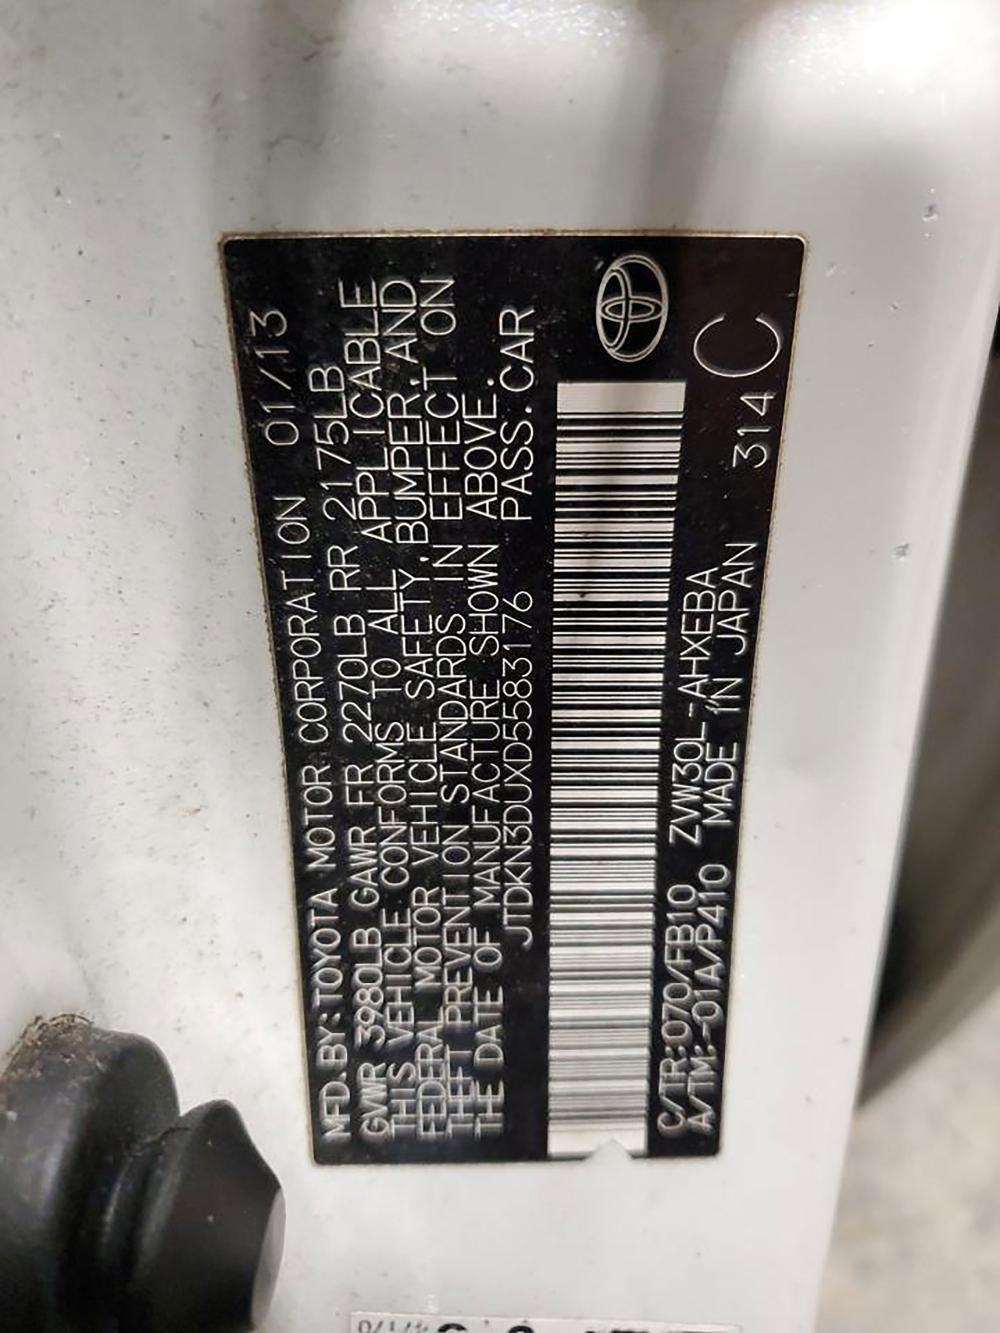 MFD.BY:TOYOTA MOTOR CORPORATION 01/13
GVWR 3980LB GAWR FR 2270LB RR 2175LB
THIS VEHICLE CONFORMS TO ALL APPLICABLE
FEDERAL MOTOR VEHICLE SAFETY, BUMPER, AND
THEFT PREVENTION STANDARDS IN EFFECT ON
THE DATE OF MANUFACTURE SHOWN ABOVE.
JTDKN3DUXD5583176 PASS.CAR
C/TR:070/FB10 ZVW30L-AHXEBA
A/TM:-01A/P410 MADE IN JAPAN 314 C